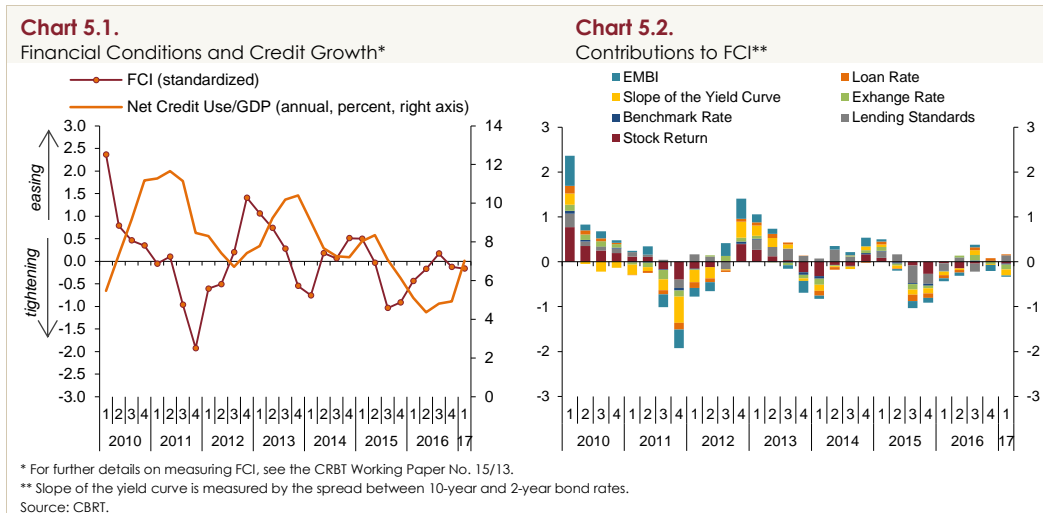 Chart 5.1.
Financial Conditions and Credit Growth*
FCI (standardized)
Net Credit Use/GDP (annual, percent, right axis)
easing
tightening
3.0
2.5
2.0
1.5
1.0
0.5
0.0
-0.5
-1.0
-1.5
-2.0
-2.5
-3.0
14
12
10
8
6
4
2
0
1 2 3 4 1 2 3 4 1 2 3 4 1 2 3 4 1 2 3 4 1 2 3 4 1 2 3 4 1
2010 2011 2012 2013 2014 2015 2016 17
Chart 5.2.
Contributions to FCI**
EMBI Loan Rate
Slope of the Yield Curve Exhange Rate
Benchmark Rate Lending Standards
Stock Return
3
2
1
0
-1
-2
-3
3
2
1
0
-1
-2
-3
1 2 3 4 1 2 3 4 1 2 3 4 1 2 3 4 1 2 3 4 1 2 3 4 1 2 3 4 1
2010 2011 2012 2013 2014 2015 2016 17
* For further details on measuring FCI, see the CRBT Working Paper No. 15/13.
** Slope of the yield curve is measured by the spread between 10-year and 2-year bond rates.
Source: CBRT.